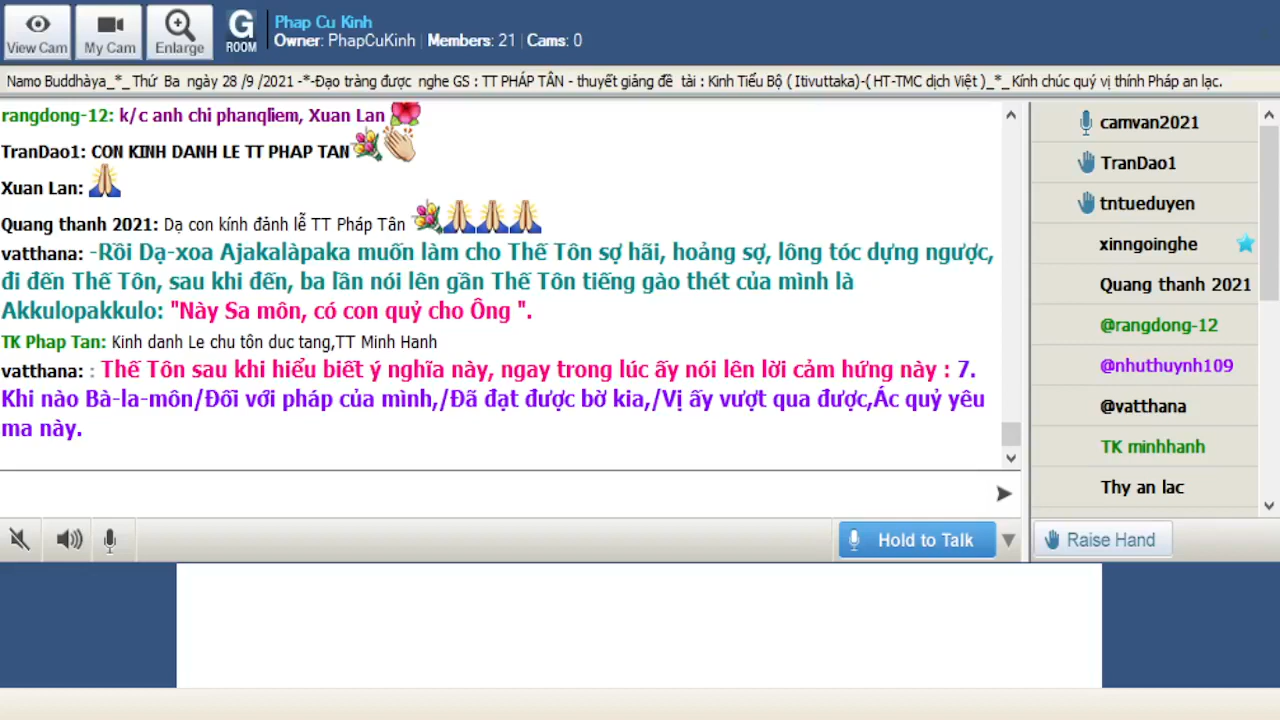 View Cam
My Cam
Enlarge
G
ROOM
Phap Cu Kinh
Owner: PhapCuKinh | Members: 21 | Cams: 0
Namo Buddhàya_*_Thứ Ba ngày 28 /9 /2021 -*-Đạo tràng được nghe GS : TT PHÁP TÂN - thuyết giảng đề tài : Kinh Tiểu Bộ ( Itivuttaka)-( HT-TMC dịch Việt )_*_Kính chúc quý vị thính Pháp an lạc.
rangdong-12: k/c anh chi phanqliem, Xuan Lan
TranDao1: CON KINH DANH LE TT PHAP TAN
Xuan Lan:
Quang thanh 2021: Dạ con kính đảnh lễ TT Pháp Tân
vatthana: -Rồi Dạ-xoa Ajakalàpaka muốn làm cho Thế Tôn sợ hãi, hoảng sợ, lông tóc dựng ngược,
đi đến Thế Tôn, sau khi đến, ba lần nói lên gần Thế Tôn tiếng gào thét của mình là
Akkulopakkulo: "Này Sa môn, có con quỷ cho Ông ".
TK Phap Tan: Kinh danh Le chu tôn duc tang,TT Minh Hanh
vatthana: : Thế Tôn sau khi hiểu biết ý nghĩa này, ngay trong lúc ấy nói lên lời cảm hứng này : 7.
Khi nào Bà-la-môn/Đối với pháp của mình,/Đã đạt được bờ kia,/Vị ấy vượt qua được,Ác quỷ yêu
ma này.
camvan2021
TranDao1
tntueduyen
xinngoinghe
Quang thanh 2021
@rangdong-12
@nhuthuynh109
@vatthana
TK minhhanh
Thy an lac
Hold to Talk
Raise Hand